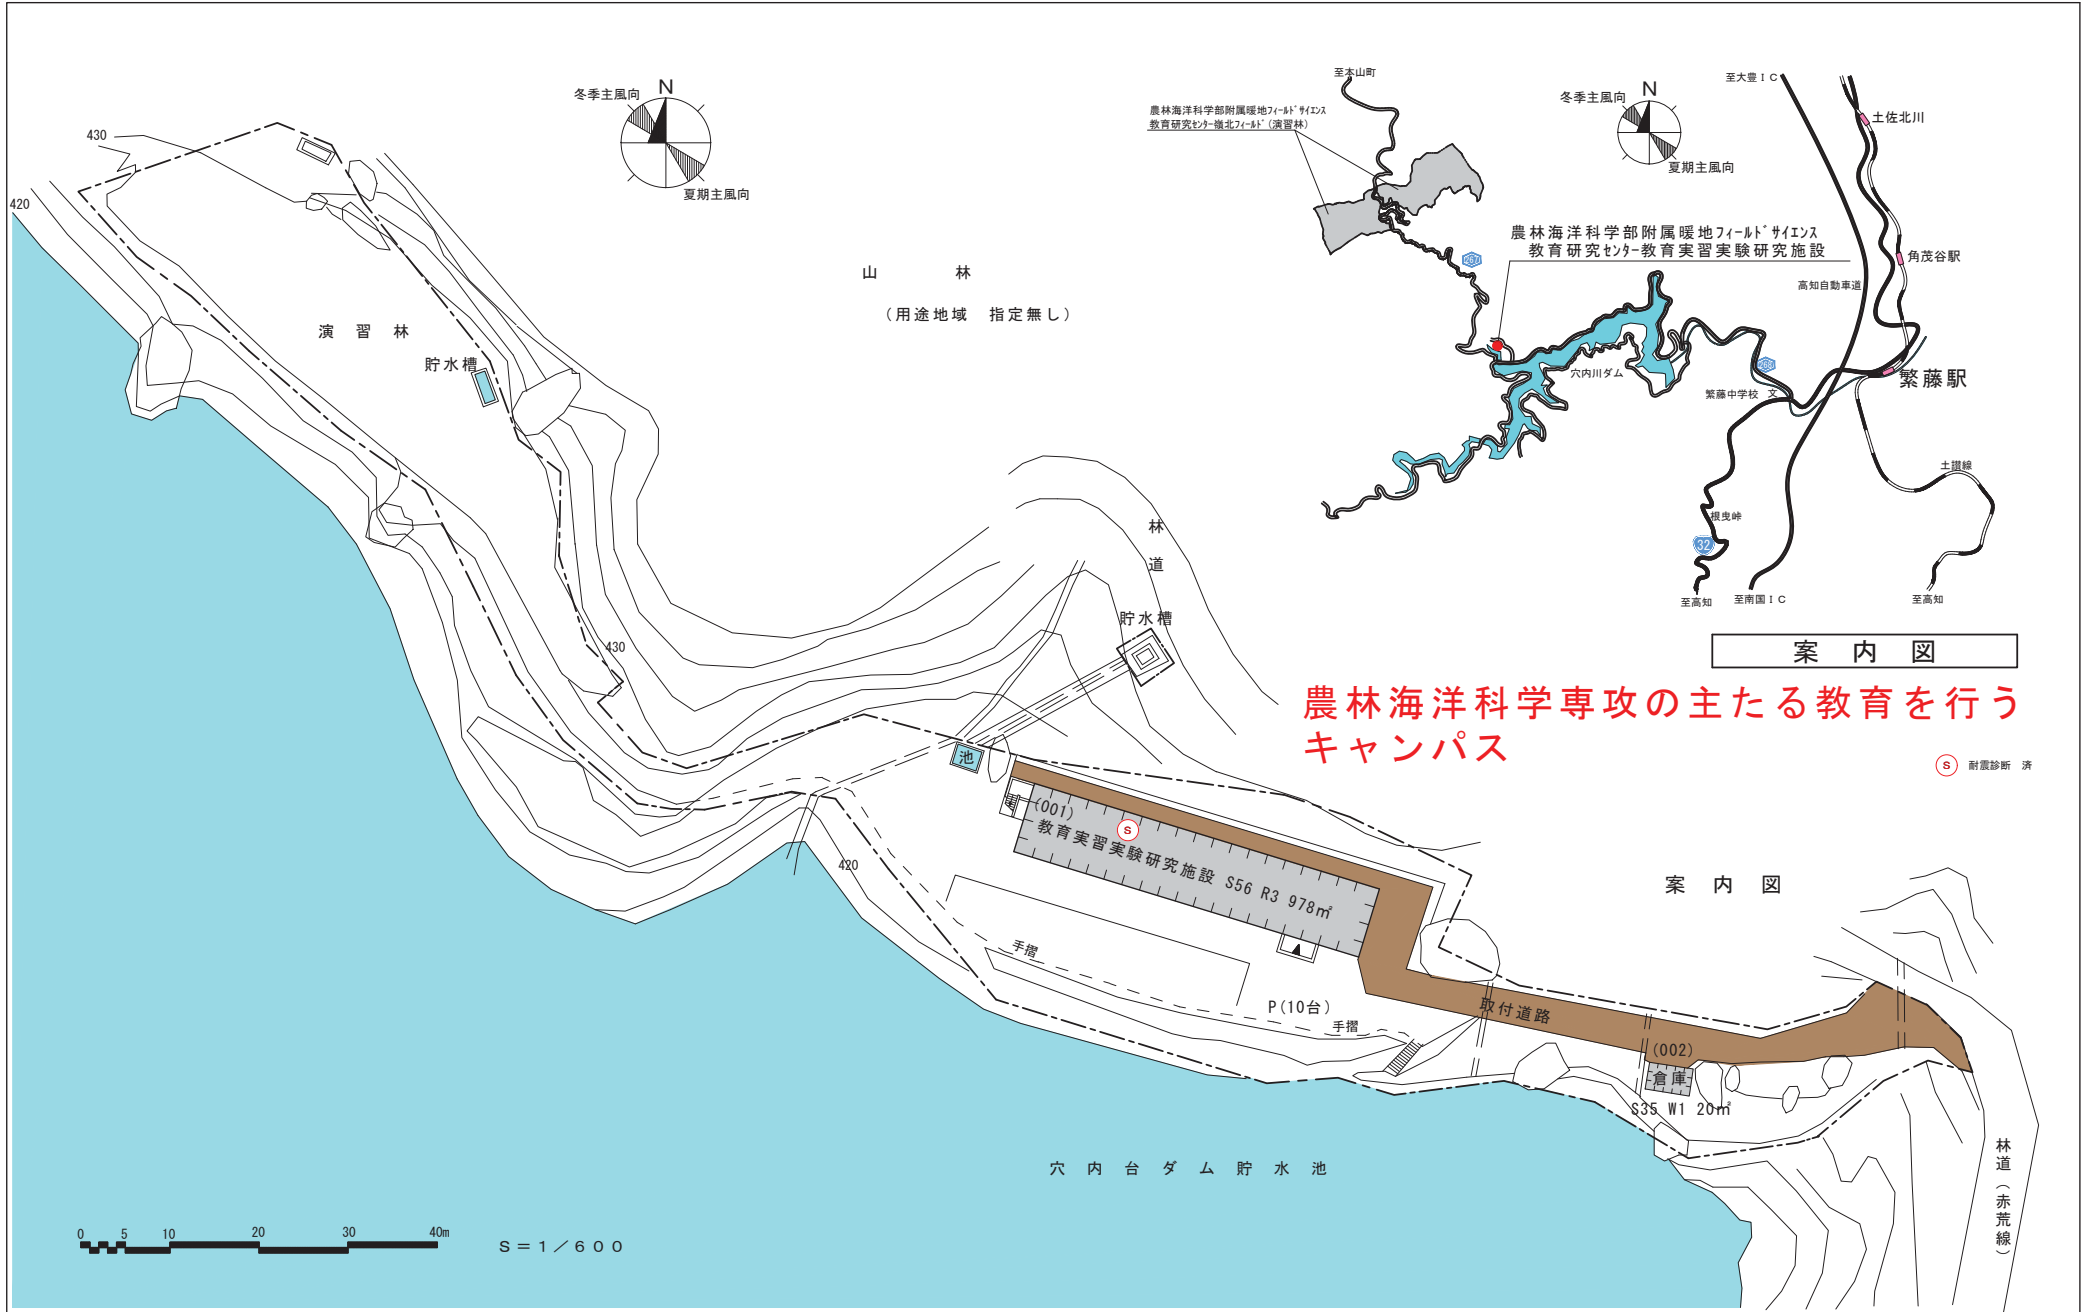 430
420
冬季主風向
N
夏期主風向
至本山町
農林海洋科学部附属暖地フィールドサイエンス
教育研究センター嶺北フィールド（演習林）
冬季主風向
N
夏期主風向
至大豊ＩＣ
土佐北川
角茂谷駅
高知自動車道
農林海洋科学部附属暖地フィールドサイエンス
教育研究センター教育実習実験研究施設
267
穴内川ダム
268
繁藤中学校 文
繁藤駅
土讃線
根曳峠
32
至高知
至南国ＩＣ
至高知
案 内 図
山 林
（用途地域 指定無し）
演 習 林
貯水槽
林道
貯水槽
430
農林海洋科学専攻の主たる教育を行う
キャンパス
S 耐震診断 済
池
(001)
S
教育実習実験研究施設 S56 R3 978㎡
420
案 内 図
手摺
P(10台)
手摺
取付道路
(002)
倉庫
S35 W1 20㎡
穴 内 台 ダ ム 貯 水 池
林道（赤荒線）
0 5 10 20 30 40m
S＝1／600